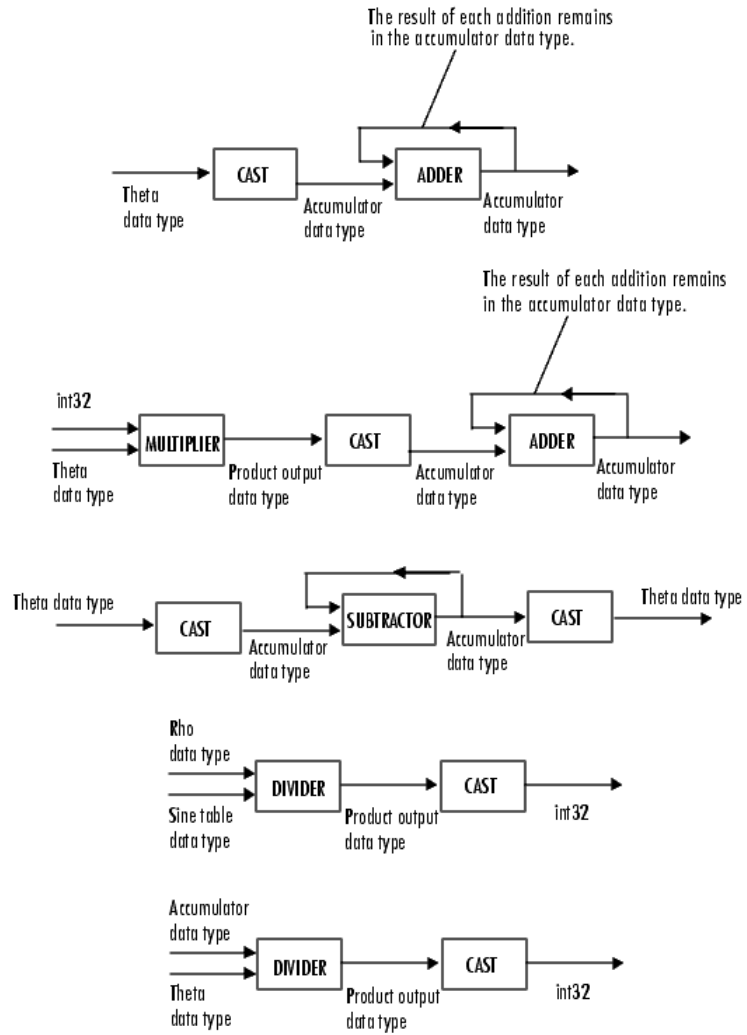 The result of each addition remains
in the accumulator data type.
CAST
ADDER
Theta
data type
Accumulator
data type
Accumulator
data type
The result of each addition remains
in the accumulator data type.
int32
MULTIPLIER
CAST
ADDER
Theta
data type
Product output
data type
Accumulator
data type
Accumulator
data type
Theta data type
Theta data type
CAST
SUBTRACTOR
CAST
Accumulator
data type
Accumulator
data type
Rho
data type
DIVIDER
CAST
Sine table
data type
Product output
data type
int32
Accumulator
data type
DIVIDER
CAST
Theta
data type
Product output
data type
int32